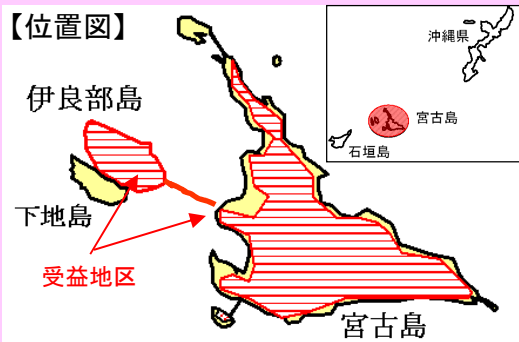 【位置図】
沖縄県
伊良部島
宮古島
石垣島
下地島
受益地区
宮古島